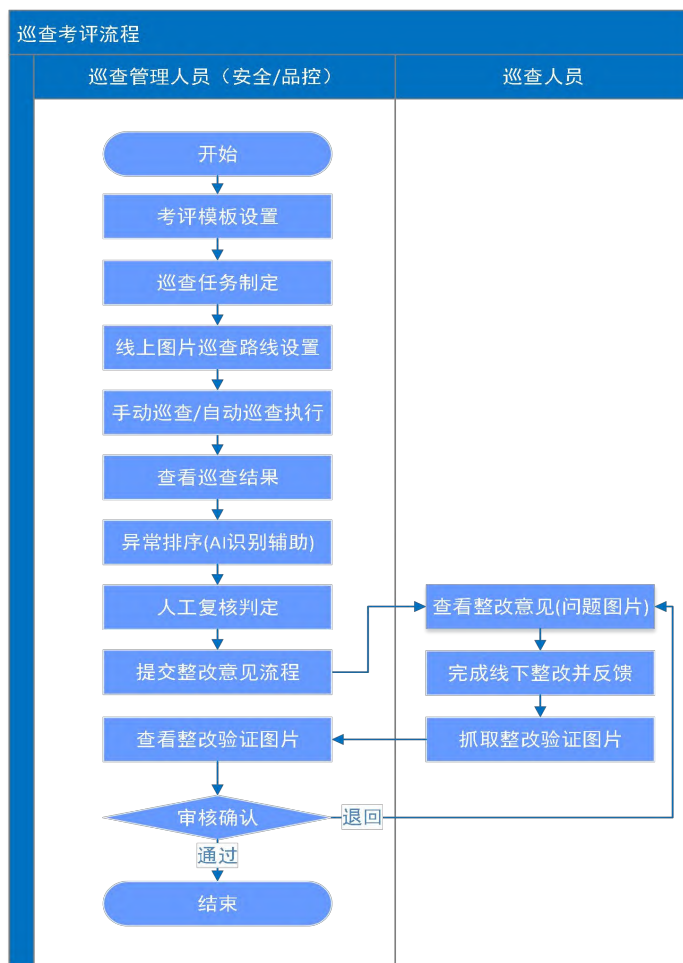 巡查考评流程
巡查管理人员（安全/品控）
巡查人员
开始
考评模板设置
巡查任务制定
线上图片巡查路线设置
手动巡查/自动巡查执行
查看巡查结果
异常排序(AI识别辅助)
人工复核判定
提交整改意见流程
查看整改意见(问题图片)
完成线下整改并反馈
抓取整改验证图片
查看整改验证图片
审核确认
退回
通过
结束